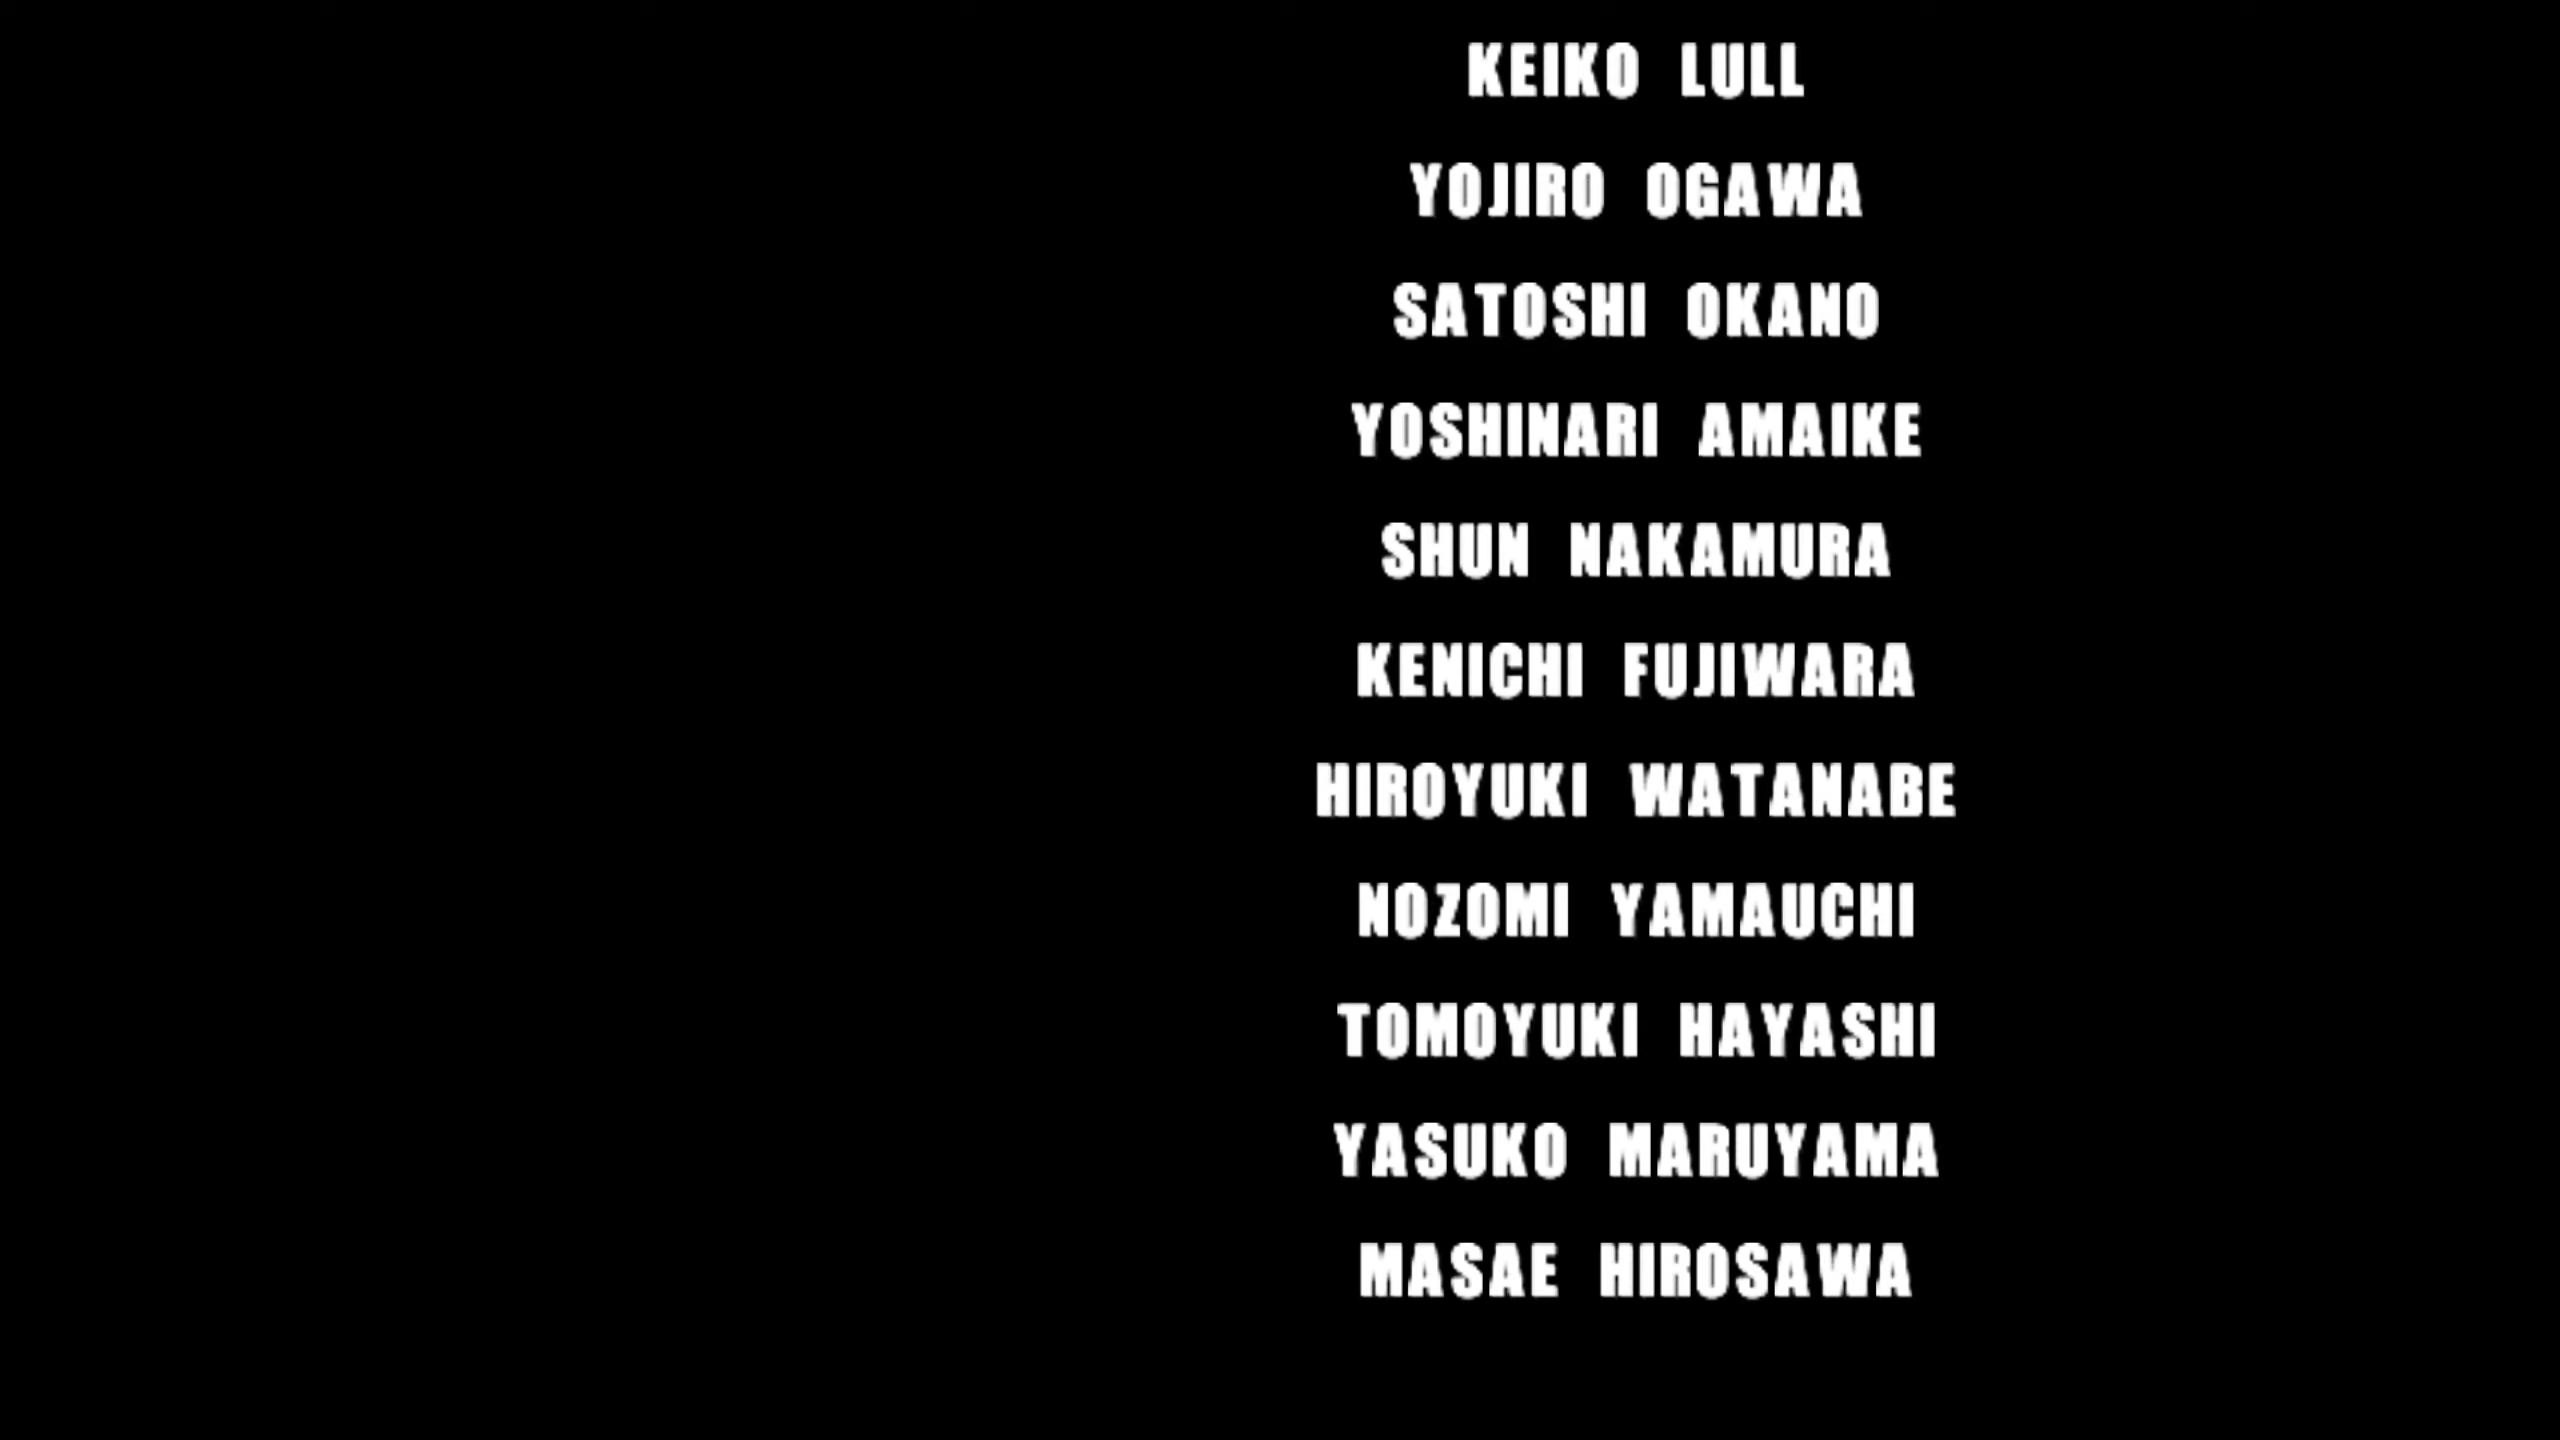 KEIKO LULL
YOJIRO OGAWA
SATOSHI OKANO
YOSHINARI AMAIKE
SHUN NAKAMURA
KENICHI FUJIWARA
HIROYUKI WATANABE
NOZOMI YAMAUCHI
TOMOYUKI HAYASHI
YASUKO MARUYAMA
MASAE HIROSAWA